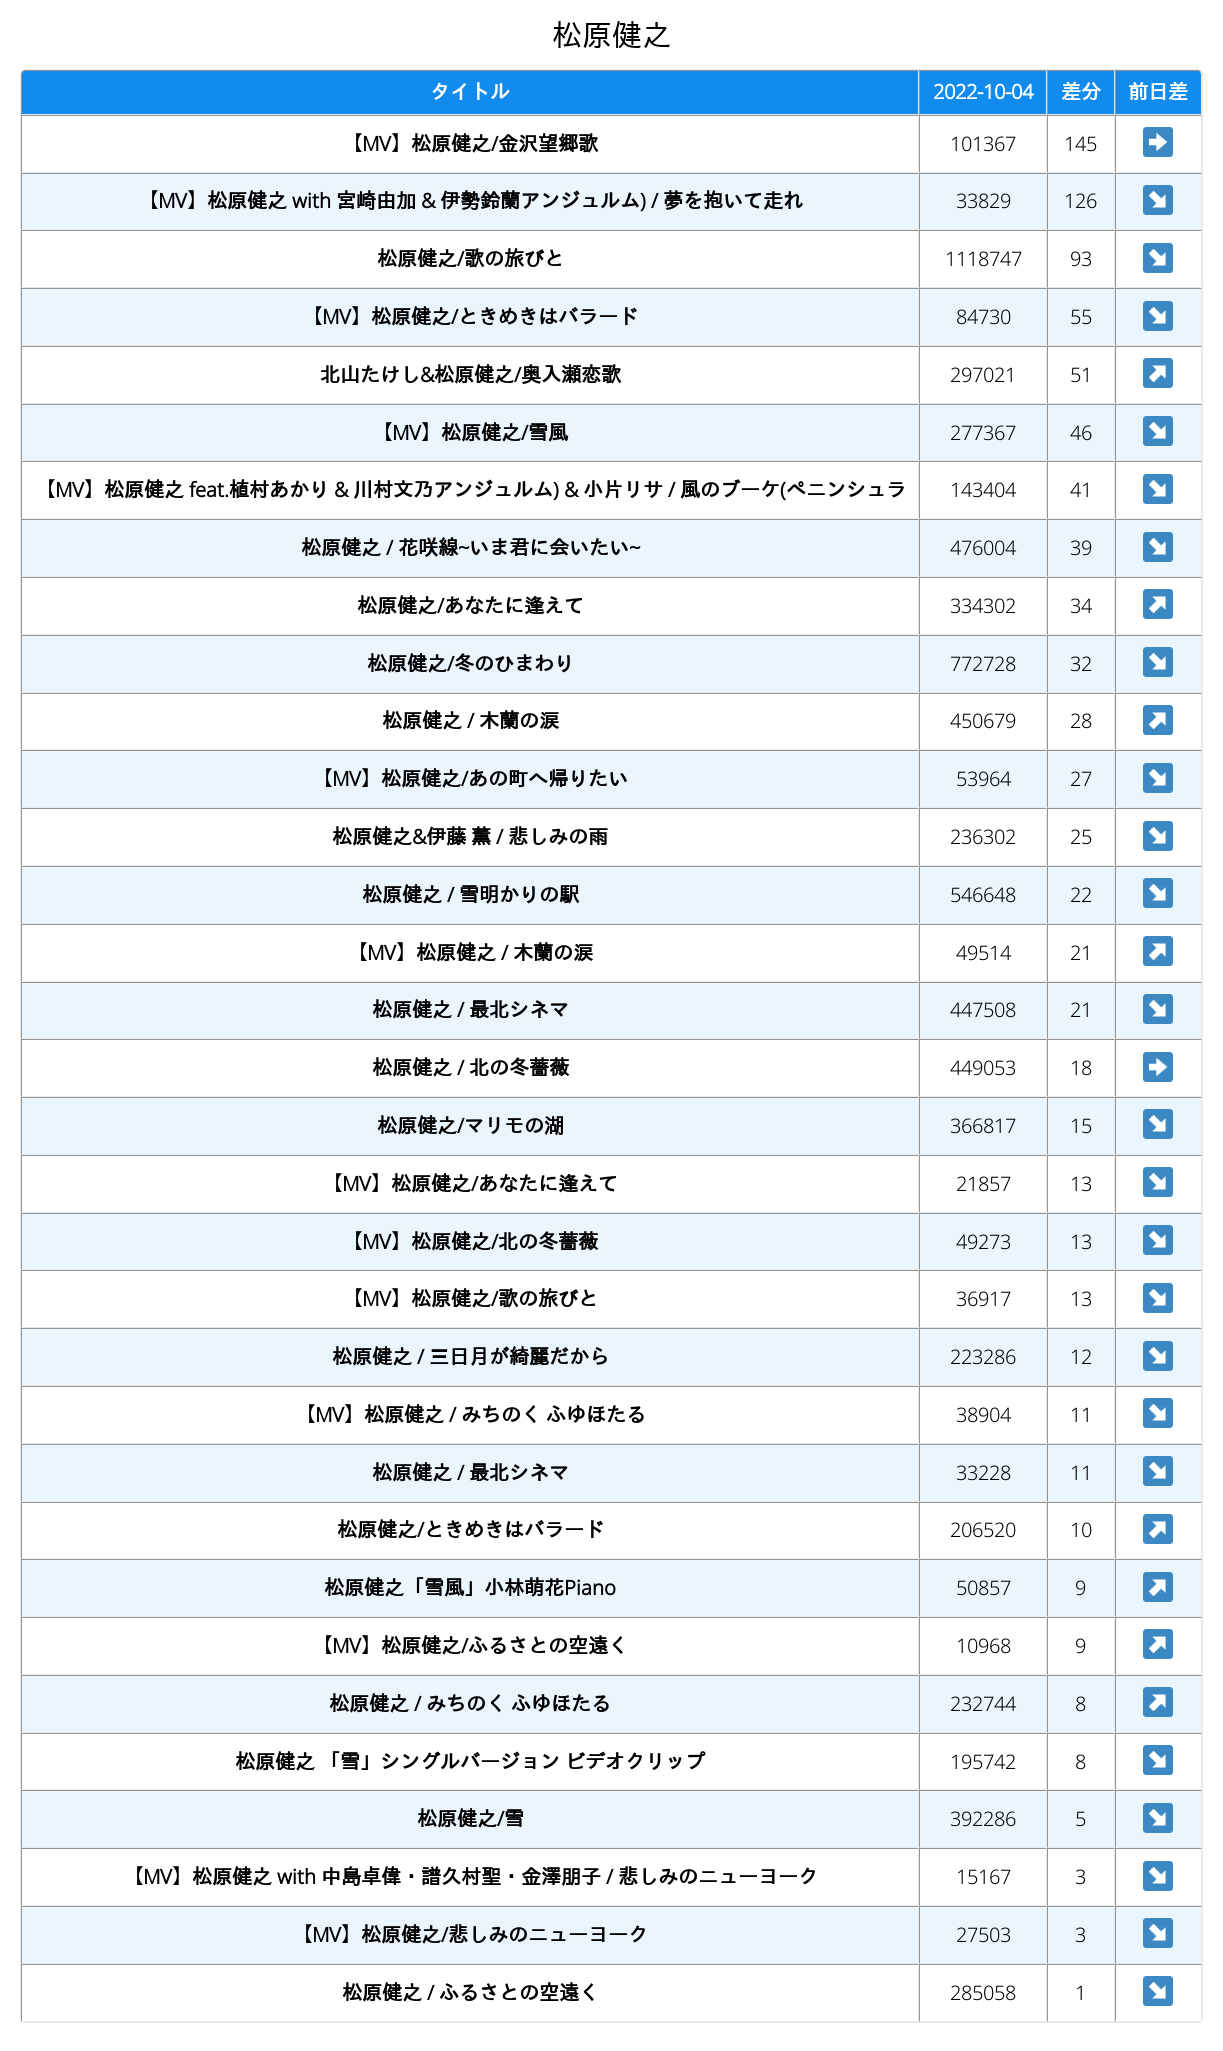 松原健之
タイトル 2022-10-04 差分 前日差
【MV】松原健之/金沢望郷歌 101367 145 ➡
【MV】松原健之 with 宮崎由加 & 伊勢鈴蘭アンジュルム) / 夢を抱いて走れ 33829 126 ↘
松原健之/歌の旅びと 1118747 93 ↘
【MV】松原健之/ときめきはバラード 84730 55 ↘
北山たけし&松原健之/奥入瀬恋歌 297021 51 ↗
【MV】松原健之/雪風 277367 46 ↘
【MV】松原健之 feat.植村あかり & 川村文乃アンジュルム) & 小片リサ / 風のブーケ(ペニンシュラ 143404 41 ↘
松原健之 / 花咲線~いま君に会いたい~ 476004 39 ↘
松原健之/あなたに逢えて 334302 34 ↗
松原健之/冬のひまわり 772728 32 ↘
松原健之 / 木蘭の涙 450679 28 ↗
【MV】松原健之/あの町へ帰りたい 53964 27 ↘
松原健之&伊藤 薫 / 悲しみの雨 236302 25 ↘
松原健之 / 雪明かりの駅 546648 22 ↘
【MV】松原健之 / 木蘭の涙 49514 21 ↗
松原健之 / 最北シネマ 447508 21 ↘
松原健之 / 北の冬薔薇 449053 18 ➡
松原健之/マリモの湖 366817 15 ↘
【MV】松原健之/あなたに逢えて 21857 13 ↘
【MV】松原健之/北の冬薔薇 49273 13 ↘
【MV】松原健之/歌の旅びと 36917 13 ↘
松原健之 / 三日月が綺麗だから 223286 12 ↘
【MV】松原健之 / みちのく ふゆほたる 38904 11 ↘
松原健之 / 最北シネマ 33228 11 ↘
松原健之/ときめきはバラード 206520 10 ↗
松原健之「雪風」小林萌花Piano 50857 9 ↗
【MV】松原健之/ふるさとの空遠く 10968 9 ↗
松原健之 / みちのく ふゆほたる 232744 8 ↗
松原健之 「雪」シングルバージョン ビデオクリップ 195742 8 ↘
松原健之/雪 392286 5 ↘
【MV】松原健之 with 中島卓偉・譜久村聖・金澤朋子 / 悲しみのニューヨーク 15167 3 ↘
【MV】松原健之/悲しみのニューヨーク 27503 3 ↘
松原健之 / ふるさとの空遠く 285058 1 ↘